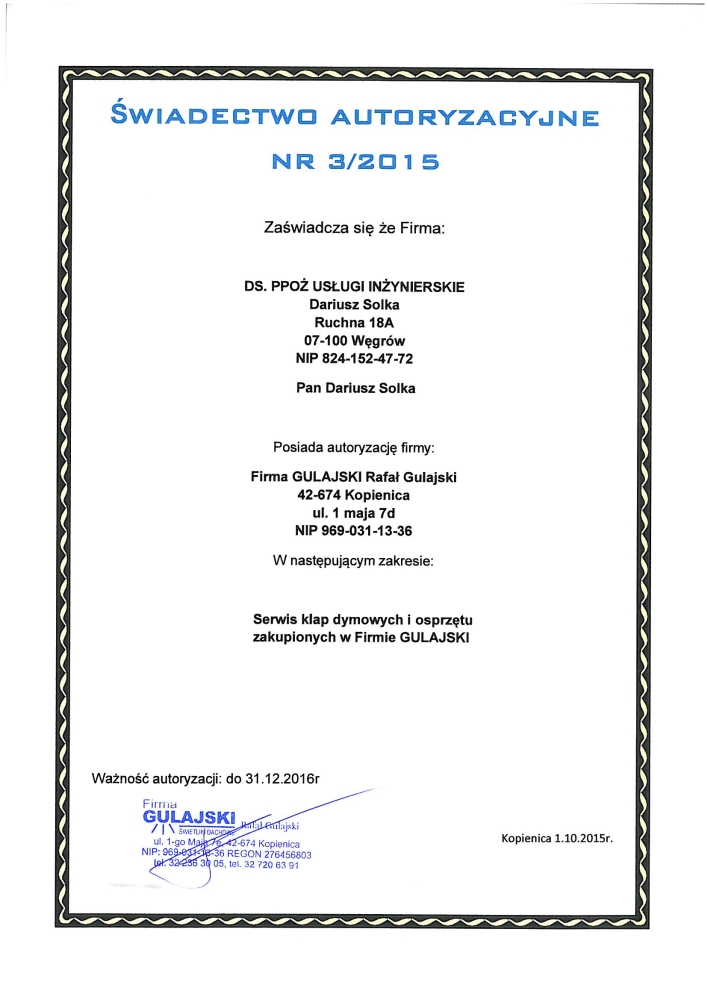 ŚWIADECTWO AUTORYZACYJNE
NR 3/2015
Zaświadcza się że Firma:
DS. PPOŻ USŁUGI INŻYNIERSKIE
Dariusz Solka
Ruchna 18A
07-100 Węgrów
NIP 824-152-47-72
Pan Dariusz Solka
Posiada autoryzację firmy:
Firma GULAJSKI Rafał Gulajski
42-674 Kopienica
ul. 1 maja 7d
NIP 969-031-13-36
W następującym zakresie:
Serwis klap dymowych i osprzętu
zakupionych w Firmie GULAJSKI
Ważność autoryzacji: do 31.12.2016r
Firma
GULAJSKI
Rafał Gulajski
ŚWIETLIKI DACHOWE
ul. 1-go Maja 42-674 Kopienica
NIP: 969-031-13-36 REGON 276456803
tel. 32 236 30 05, tel. 32 720 63 91
Kopienica 1.10.2015r.